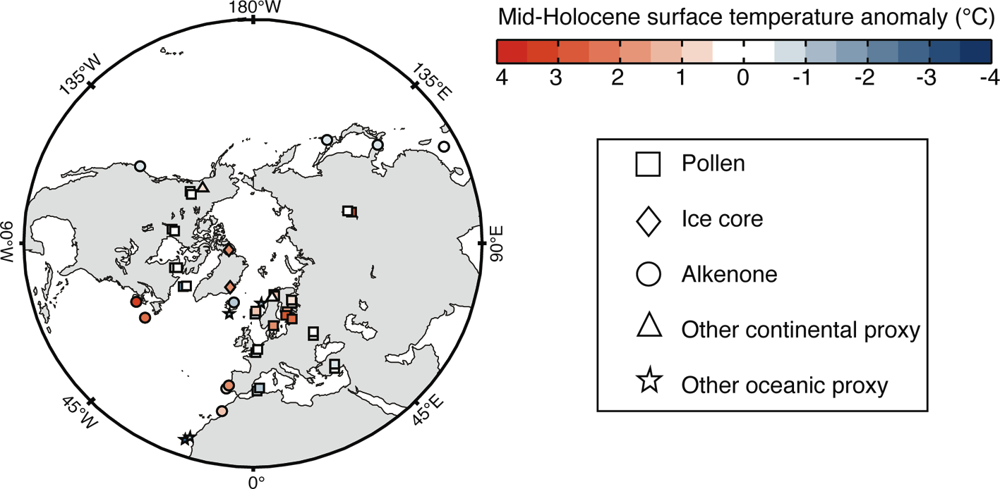 180°W
135°W
135°E
90°W
90°E
45°W
45°E
0°
Mid-Holocene surface temperature anomaly (°C)
4 3 2 1 0 -1 -2 -3 -4
Pollen
Ice core
Alkenone
Other continental proxy
Other oceanic proxy